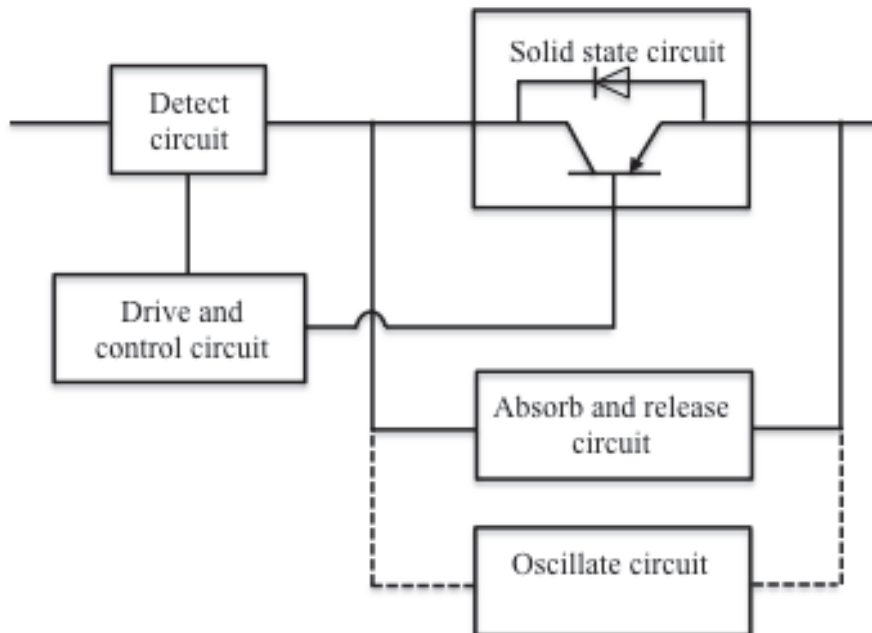 Solid state circuit
Detect
circuit
Drive and
control circuit
Absorb and release
circuit
Oscillate circuit